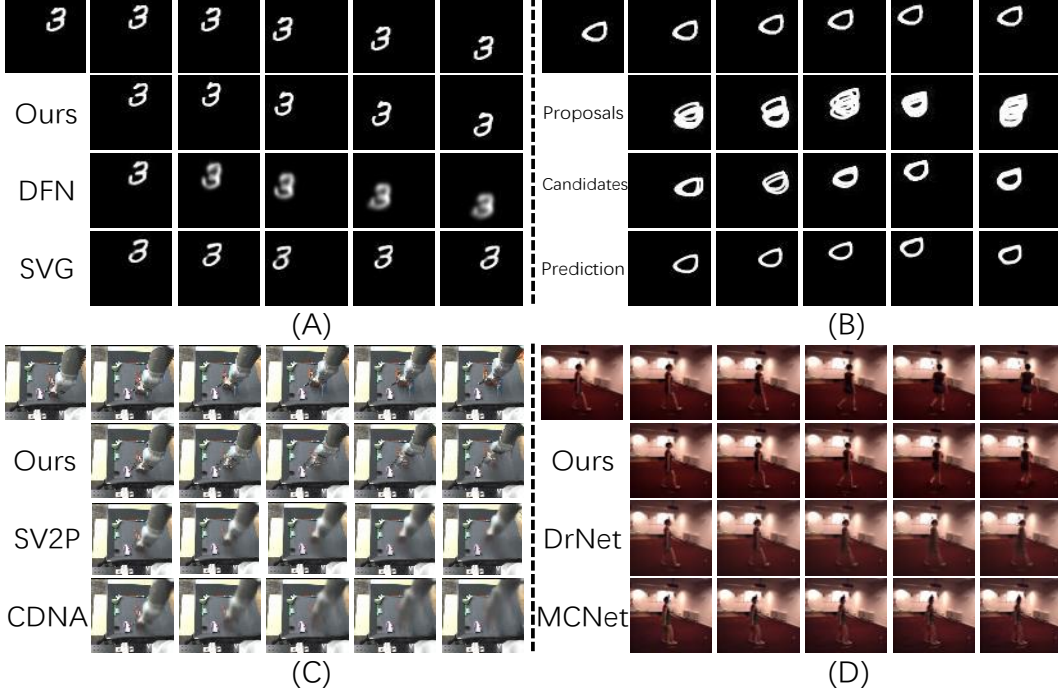 Ours
DFN
SVG
(A)
Proposals
Candidates
Prediction
(B)
Ours
SV2P
CDNA
(C)
Ours
DrNet
MCNet
(D)